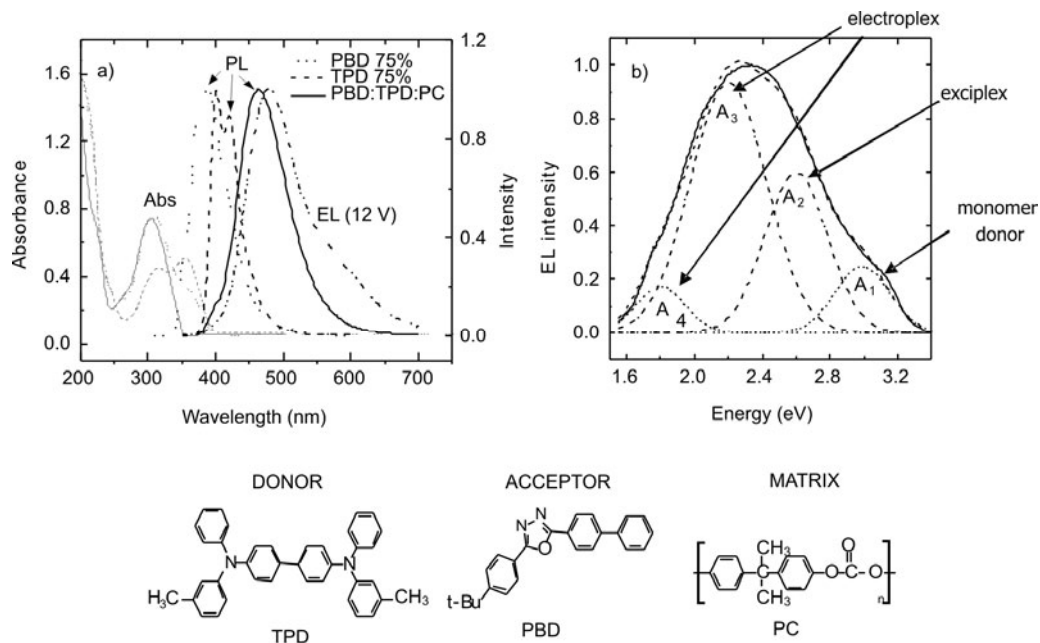 a)
PL
PBD 75%
TPD 75%
PBD:TPD:PC
Abs
EL (12 V)
Absorbance
1.6
1.2
0.8
0.4
0.0
Intensity
1.2
0.9
0.6
0.3
0.0
200 300 400 500 600 700
Wavelength (nm)
b)
electroplex
exciplex
monomer
donor
A3
A2
A1
A4
EL intensity
1.0
0.8
0.6
0.4
0.2
0.0
1.6 2.0 2.4 2.8 3.2
Energy (eV)
DONOR
N
N
H3C
CH3
TPD
ACCEPTOR
N N
O
t-Bu
PBD
MATRIX
CH3
C
CH3
O
O C O
n
PC